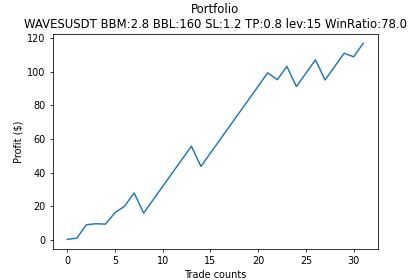 Portfolio
WAVESUSDT BBM:2.8 BBL:160 SL:1.2 TP:0.8 lev:15 WinRatio:78.0
120
100
80
60
40
20
0
Profit ($)
0 5 10 15 20 25 30
Trade counts